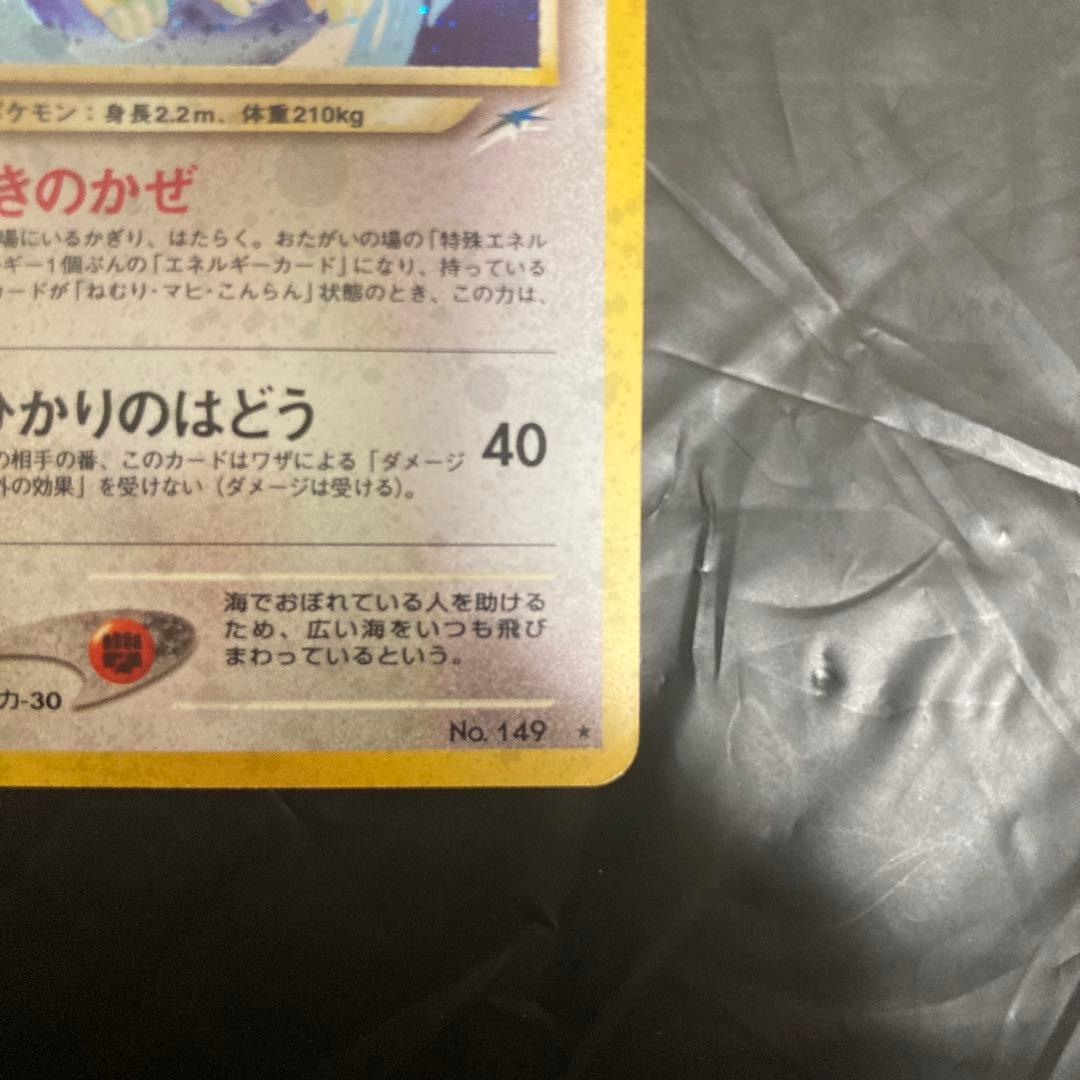 ポケモン：身長2.2m、体重210kg
きのかぜ
場にいるかぎり、はたらく。おたがいの場の「特殊エネル
ギー1個ぶんの「エネルギーカード」になり、持っている
カードが「ねむり・マヒ・こんらん」状態のとき、この力は、
ひかりのはどう
40
の相手の番、このカードはワザによる「ダメージ
外の効果」を受けない（ダメージは受ける）。
海でおぼれている人を助ける
ため、広い海をいつも飛び
まわっているという。
力-30
No. 149 ★